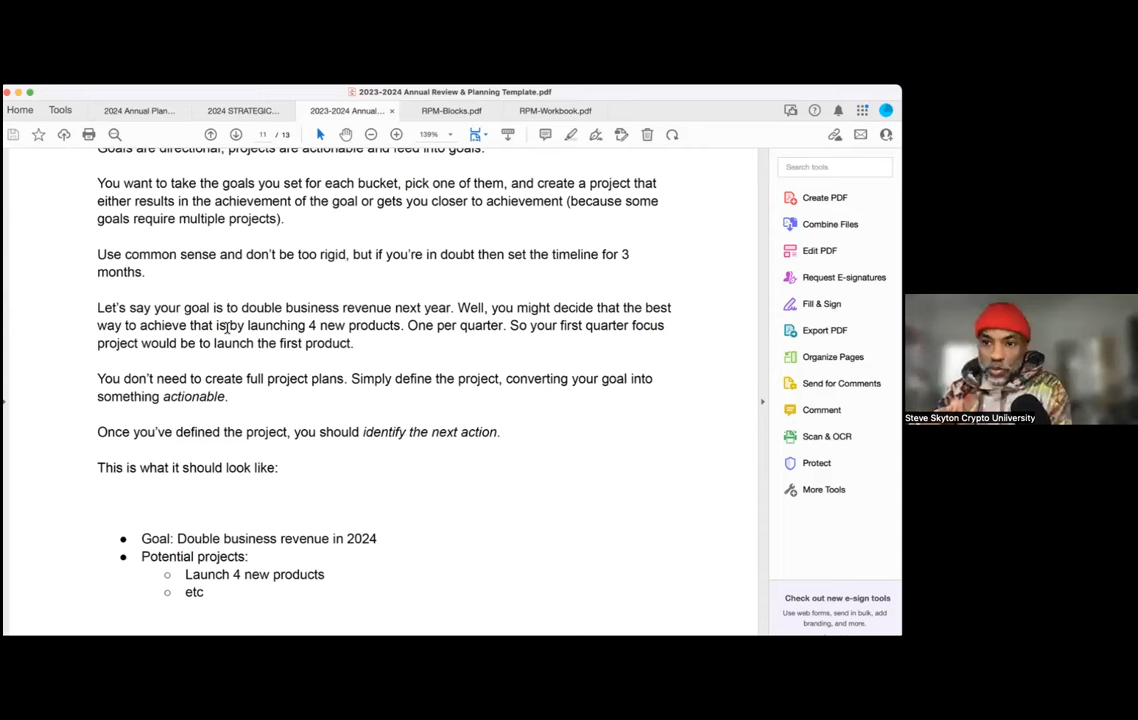 2023-2024 Annual Review & Planning Template.pdf
Home Tools 2024 Annual Plan... 2024 STRATEGIC... 2023-2024 Annual... × RPM-Blocks.pdf RPM-Workbook.pdf
11 / 13 139%
Goals are directional, projects are actionable and feed into goals.
You want to take the goals you set for each bucket, pick one of them, and create a project that
either results in the achievement of the goal or gets you closer to achievement (because some
goals require multiple projects).
Use common sense and don't be too rigid, but if you're in doubt then set the timeline for 3
months.
Let's say your goal is to double business revenue next year. Well, you might decide that the best
way to achieve that is by launching 4 new products. One per quarter. So your first quarter focus
project would be to launch the first product.
You don't need to create full project plans. Simply define the project, converting your goal into
something actionable.
Once you've defined the project, you should identify the next action.
This is what it should look like:
● Goal: Double business revenue in 2024
● Potential projects:
○ Launch 4 new products
○ etc
Search tools
Create PDF
Combine Files
Edit PDF
Request E-signatures
Fill & Sign
Export PDF
Organize Pages
Send for Comments
Comment
Scan & OCR
Protect
More Tools
Check out new e-sign tools
Use web forms, send in bulk, add
branding, and more.
Steve Skyton Crypto Uniiversity